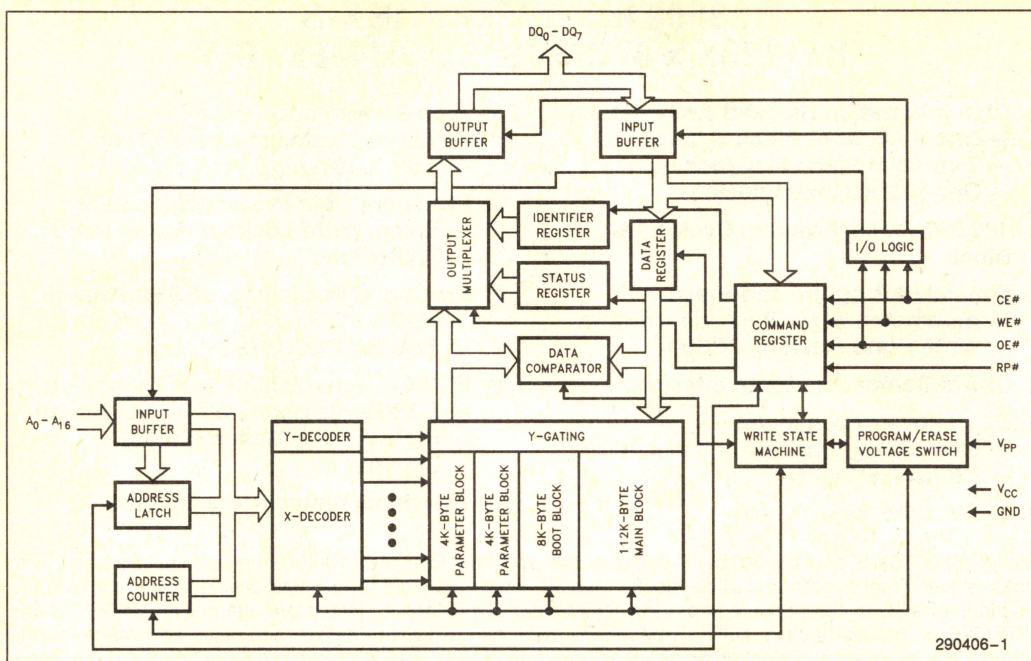 DQ₀ – DQ₇
OUTPUT
BUFFER
INPUT
BUFFER
OUTPUT
MULTIPLEXER
IDENTIFIER
REGISTER
STATUS
REGISTER
DATA
REGISTER
I/O LOGIC
COMMAND
REGISTER
CE#
WE#
OE#
RP#
DATA
COMPARATOR
A₀ – A₁₆
INPUT
BUFFER
ADDRESS
LATCH
ADDRESS
COUNTER
Y-DECODER
X-DECODER
Y-GATING
4K-BYTE
PARAMETER BLOCK
4K-BYTE
PARAMETER BLOCK
8K-BYTE
BOOT BLOCK
112K-BYTE
MAIN BLOCK
WRITE STATE
MACHINE
PROGRAM/ERASE
VOLTAGE SWITCH
VPP
VCC
GND
290406–1